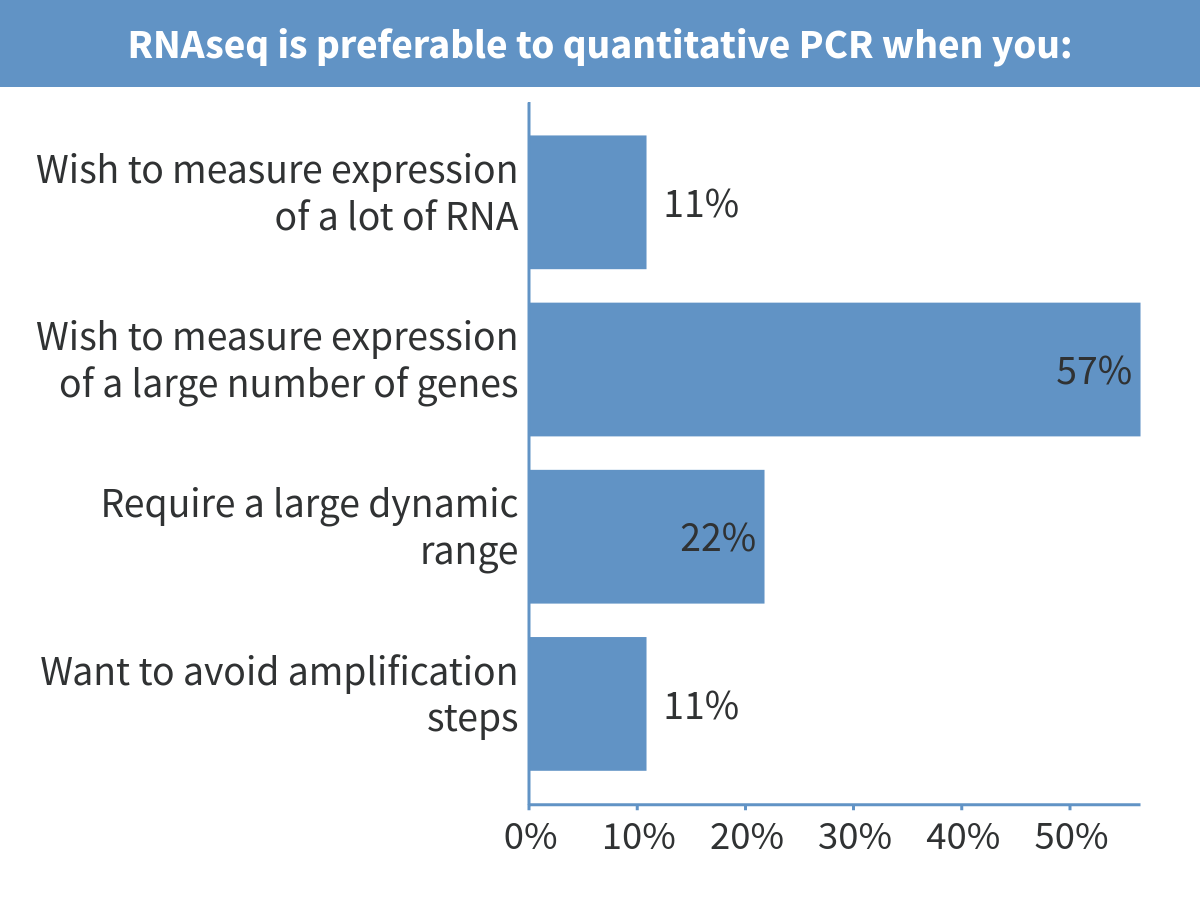 RNAseq is preferable to quantitative PCR when you:
Wish to measure expression
of a lot of RNA
11%
Wish to measure expression
of a large number of genes
57%
Require a large dynamic
range
22%
Want to avoid amplification
steps
11%
0% 10% 20% 30% 40% 50%